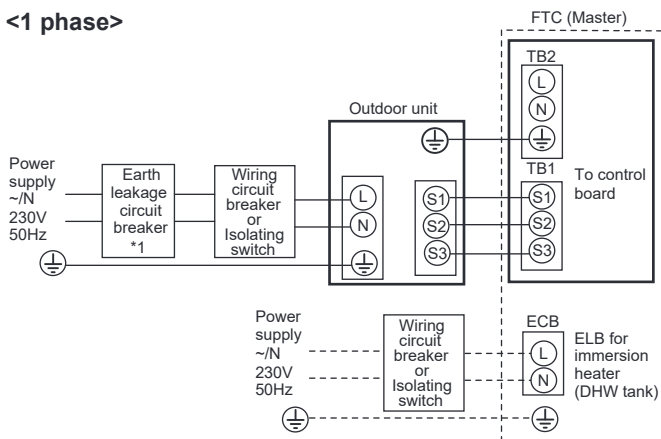 <1 phase>
FTC (Master)
TB2
L
N
Outdoor unit
TB1
To control
board
Power
supply
~/N
230V
50Hz
Earth
leakage
circuit
breaker
*1
Wiring
circuit
breaker
or
Isolating
switch
L
N
S1
S2
S3
S1
S2
S3
Power
supply
~/N
230V
50Hz
Wiring
circuit
breaker
or
Isolating
switch
ECB
L
N
ELB for
immersion
heater
(DHW tank)